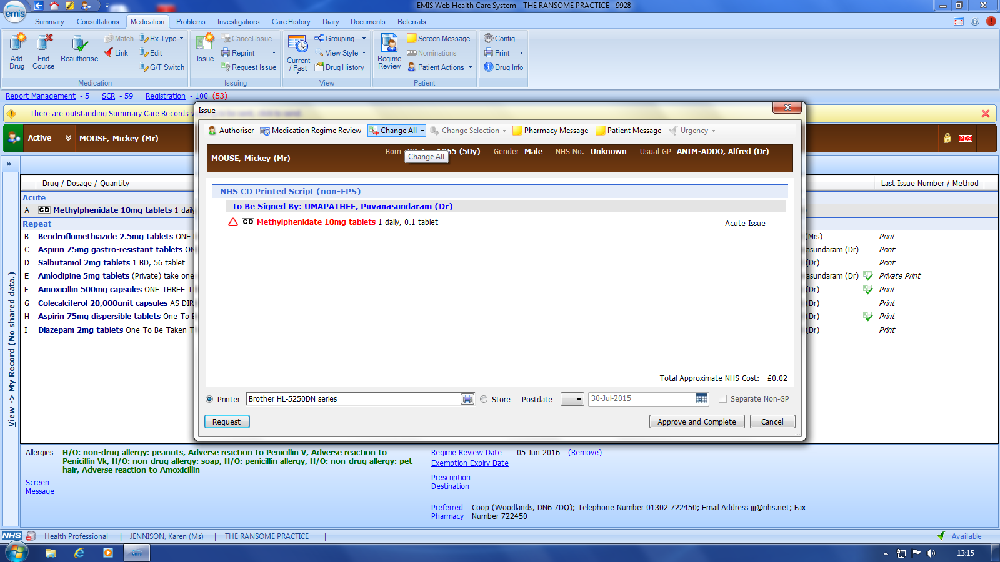 EMIS Web Health Care System - THE RANSOME PRACTICE - 9928
emis
Summary Consultations Medication Problems Investigations Care History Diary Documents Referrals
Add Drug
End Course
Reauthorise
Match
Link
Rx Type
Edit
G/T Switch
Medication
Issue
Cancel Issue
Reprint
Request Issue
Issuing
Current / Past
Grouping
View Style
Drug History
View
Regime Review
Screen Message
EPS Nominations
Patient Actions
Patient
Config
Print
Drug Info
Report Management - 5 SCR - 59 Registration - 100 (53)
There are outstanding Summary Care Records
Active MOUSE, Mickey (Mr)
PDS
»
View -> My Record (No shared data.)
Drug / Dosage / Quantity Last Issue Number / Method
Acute
A CD Methylphenidate 10mg tablets 1 daily
Repeat
B Bendroflumethiazide 2.5mg tablets ONE (Mrs) Print
C Aspirin 75mg gastro-resistant tablets ON asundaram (Dr) Print
D Salbutamol 2mg tablets 1 BD, 56 tablet (Dr) Print
E Amlodipine 5mg tablets (Private) take one asundaram (Dr) Private Print
F Amoxicillin 500mg capsules ONE THREE T (Dr) Print
G Colecalciferol 20,000unit capsules AS DIR (Dr) Print
H Aspirin 75mg dispersible tablets One To B (Dr) Print
I Diazepam 2mg tablets One To Be Taken T (Dr) Print
Issue
Authoriser Medication Regime Review Change All Change Selection Pharmacy Message Patient Message Urgency
MOUSE, Mickey (Mr) Born 1965 (50y) Gender Male NHS No. Unknown Usual GP ANIM-ADDO, Alfred (Dr)
Change All
NHS CD Printed Script (non-EPS)
To Be Signed By: UMAPATHEE, Puvanasundaram (Dr)
CD Methylphenidate 10mg tablets 1 daily, 0.1 tablet Acute Issue
Total Approximate NHS Cost: £0.02
Printer Brother HL-5250DN series Store Postdate 30-Jul-2015 Separate Non-GP
Request Approve and Complete Cancel
Allergies H/O: non-drug allergy: peanuts, Adverse reaction to Penicillin V, Adverse reaction to
Penicillin Vk, H/O: non-drug allergy: soap, H/O: penicillin allergy, H/O: non-drug allergy: pet
hair, Adverse reaction to Amoxicillin
Screen
Message
Regime Review Date 05-Jun-2016 (Remove)
Exemption Expiry Date
Prescription
Destination
Preferred Coop (Woodlands, DN6 7DQ); Telephone Number 01302 722450; Email Address jjj@nhs.net; Fax
Pharmacy Number 722450
NHS Health Professional | JENNISON, Karen (Ms) | THE RANSOME PRACTICE | Available
emis
13:15